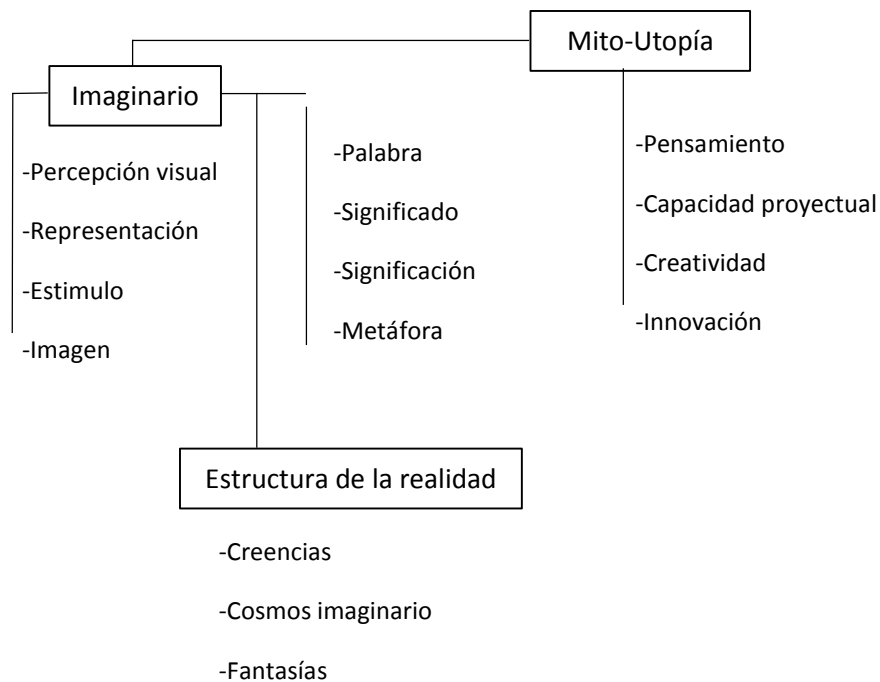 Mito-Utopía
Imaginario
-Percepción visual
-Representación
-Estimulo
-Imagen
-Palabra
-Significado
-Significación
-Metáfora
-Pensamiento
-Capacidad proyectual
-Creatividad
-Innovación
Estructura de la realidad
-Creencias
-Cosmos imaginario
-Fantasías